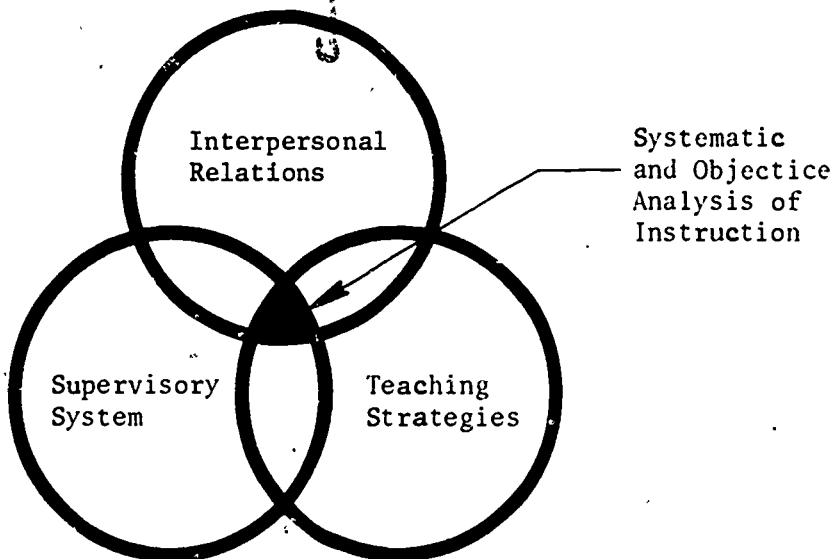 Interpersonal
Relations
Systematic
and Objectice
Analysis of
Instruction
Supervisory
System
Teaching
Strategies